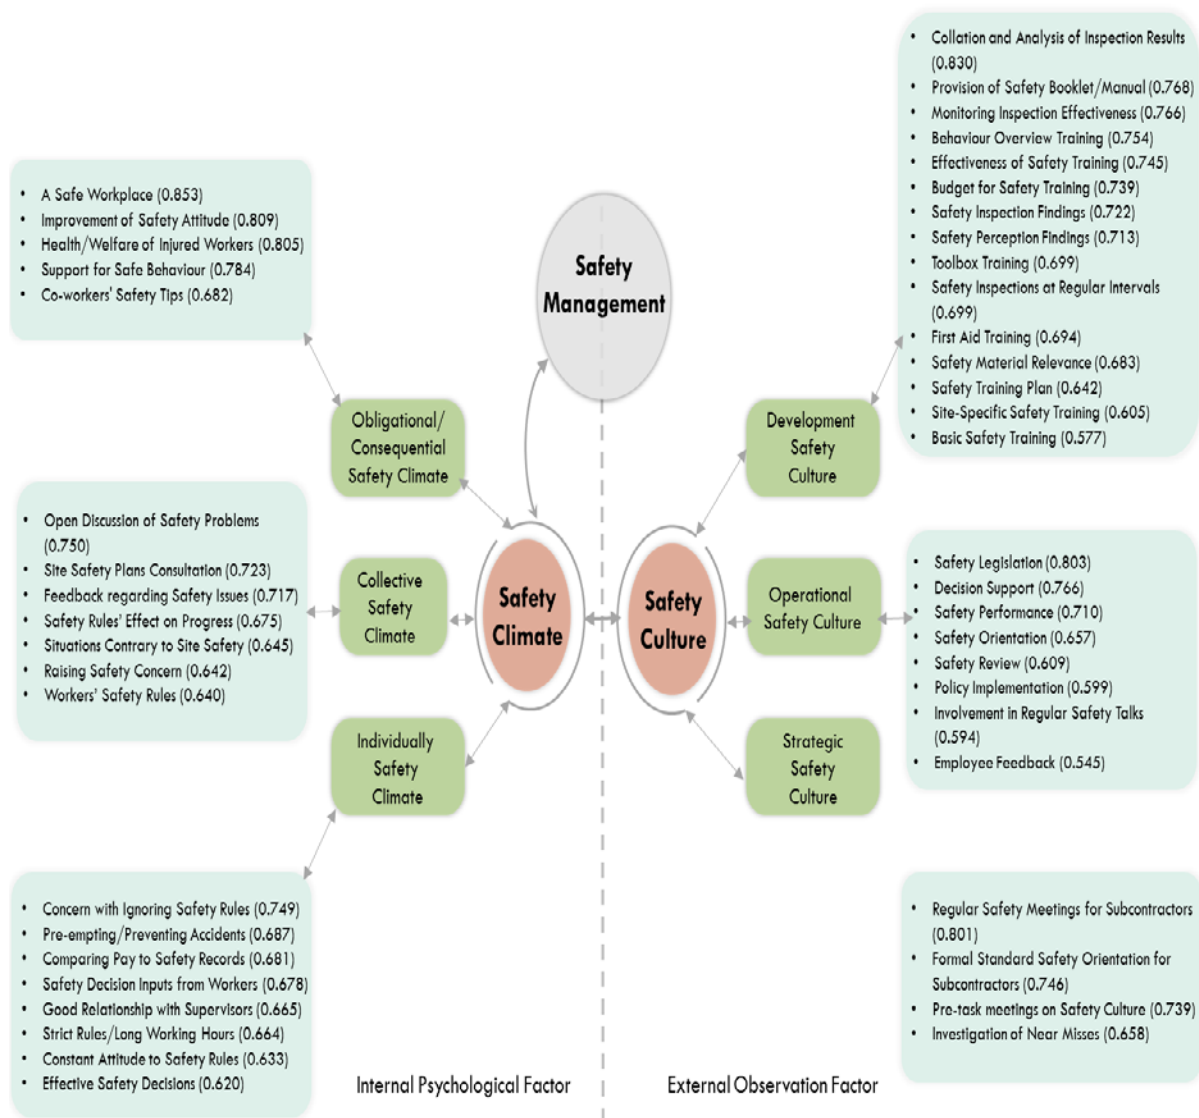 • Collation and Analysis of Inspection Results
(0.830)
• Provision of Safety Booklet/Manual (0.768)
• Monitoring Inspection Effectiveness (0.766)
• Behaviour Overview Training (0.754)
• Effectiveness of Safety Training (0.745)
• Budget for Safety Training (0.739)
• Safety Inspection Findings (0.722)
• Safety Perception Findings (0.713)
• Toolbox Training (0.699)
• Safety Inspections at Regular Intervals
(0.699)
• First Aid Training (0.694)
• Safety Material Relevance (0.683)
• Safety Training Plan (0.642)
• Site-Specific Safety Training (0.605)
• Basic Safety Training (0.577)
• A Safe Workplace (0.853)
• Improvement of Safety Attitude (0.809)
• Health/Welfare of Injured Workers (0.805)
• Support for Safe Behaviour (0.784)
• Co-workers' Safety Tips (0.682)
Safety
Management
Obligational/
Consequential
Safety Climate
Development
Safety
Culture
• Open Discussion of Safety Problems
(0.750)
• Site Safety Plans Consultation (0.723)
• Feedback regarding Safety Issues (0.717)
• Safety Rules' Effect on Progress (0.675)
• Situations Contrary to Site Safety (0.645)
• Raising Safety Concern (0.642)
• Workers' Safety Rules (0.640)
Collective
Safety
Climate
Safety
Climate
Safety
Culture
Operational
Safety Culture
• Safety Legislation (0.803)
• Decision Support (0.766)
• Safety Performance (0.710)
• Safety Orientation (0.657)
• Safety Review (0.609)
• Policy Implementation (0.599)
• Involvement in Regular Safety Talks
(0.594)
• Employee Feedback (0.545)
Individually
Safety
Climate
Strategic
Safety
Culture
• Concern with Ignoring Safety Rules (0.749)
• Pre-empting/Preventing Accidents (0.687)
• Comparing Pay to Safety Records (0.681)
• Safety Decision Inputs from Workers (0.678)
• Good Relationship with Supervisors (0.665)
• Strict Rules/Long Working Hours (0.664)
• Constant Attitude to Safety Rules (0.633)
• Effective Safety Decisions (0.620)
• Regular Safety Meetings for Subcontractors
(0.801)
• Formal Standard Safety Orientation for
Subcontractors (0.746)
• Pre-task meetings on Safety Culture (0.739)
• Investigation of Near Misses (0.658)
Internal Psychological Factor
External Observation Factor